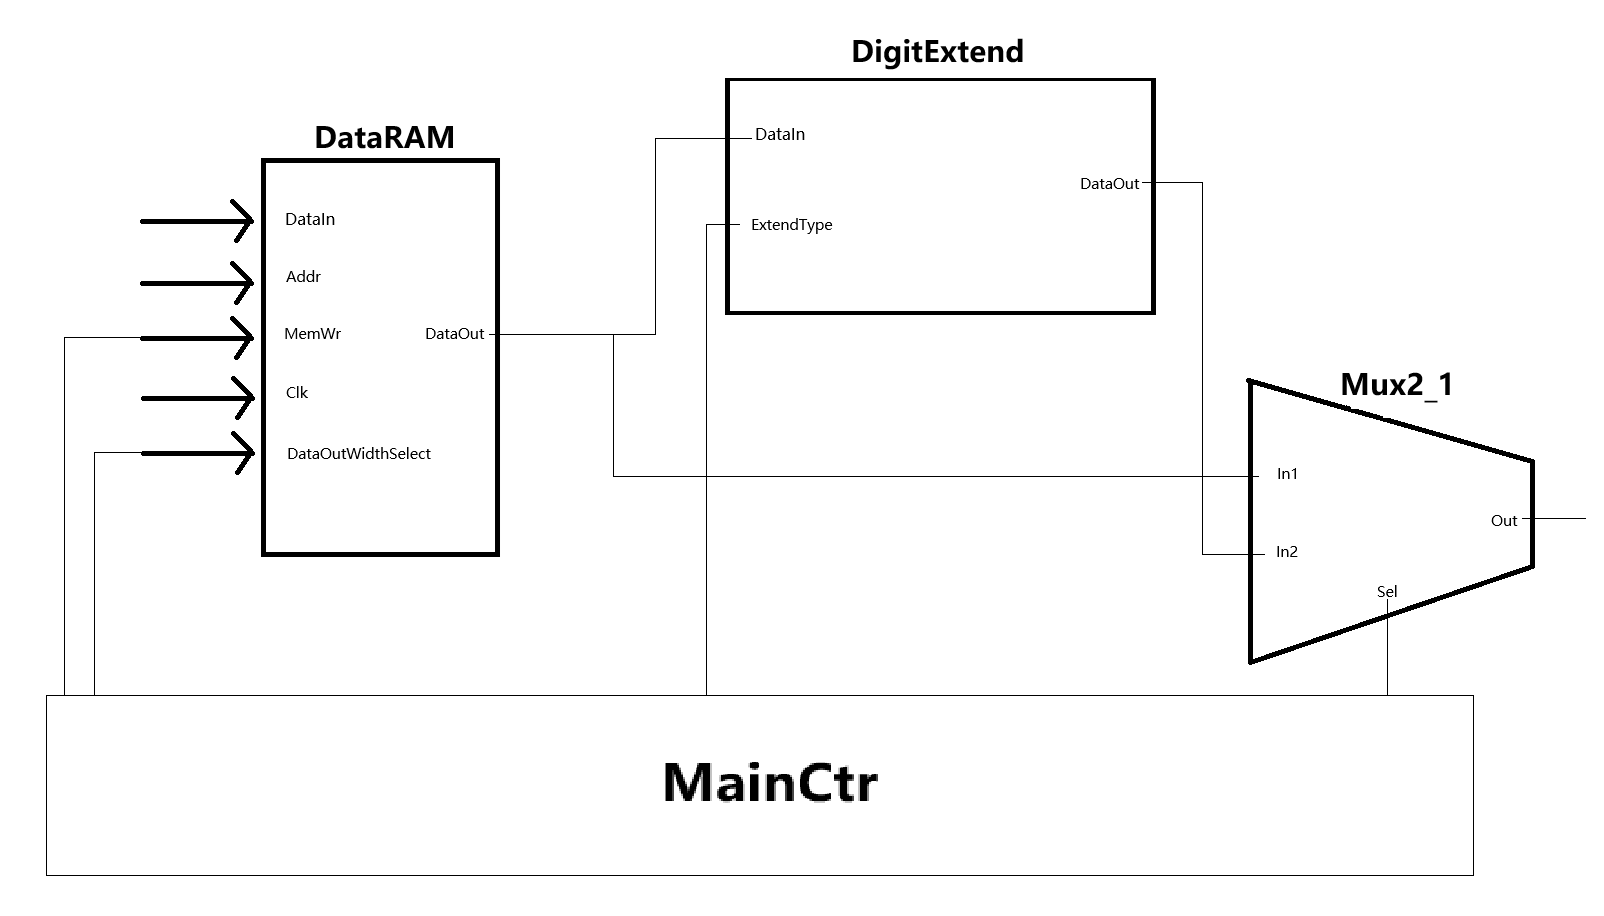 DigitExtend
DataIn
DataOut
ExtendType
DataRAM
DataIn
Addr
MemWr
DataOut
Clk
DataOutWidthSelect
Mux2_1
In1
Out
In2
Sel
MainCtr